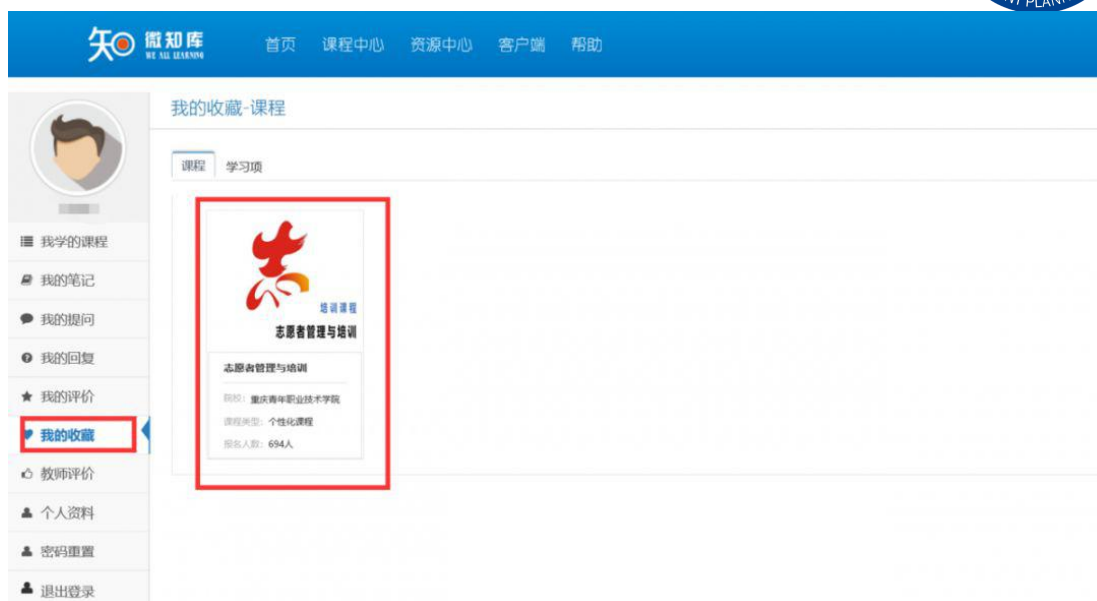 NT PLANN
知 微知库
WE ALL LEARNING
首页 课程中心 资源中心 客户端 帮助
我的收藏-课程
课程 学习项
我学的课程
我的笔记
我的提问
我的回复
我的评价
我的收藏
教师评价
个人资料
密码重置
退出登录
志
培训课程
志愿者管理与培训
志愿者管理与培训
院校：重庆青年职业技术学院
课程类型：个性化课程
报名人数：694人